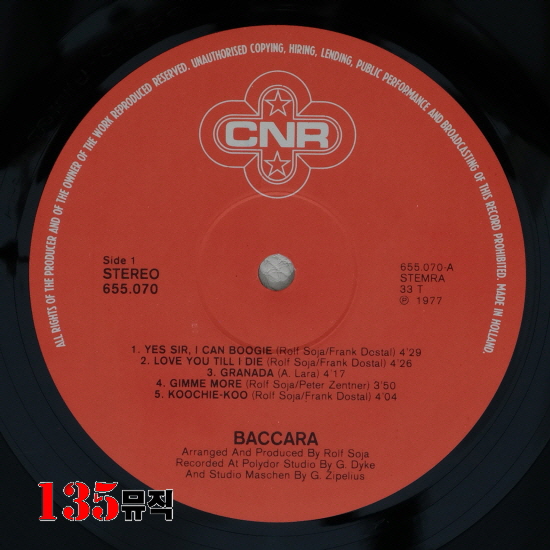 ALL RIGHTS OF THE PRODUCER AND OF THE OWNER OF THE WORK REPRODUCED RESERVED. UNAUTHORISED COPYING, HIRING, LENDING, PUBLIC PERFORMANCE AND BROADCASTING OF THIS RECORD PROHIBITED. MADE IN HOLLAND.
CNR
Side 1
STEREO
655.070
655.070-A
STEMRA
33 T
℗ 1977
1. YES SIR, I CAN BOOGIE (Rolf Soja/Frank Dostal) 4'29
2. LOVE YOU TILL I DIE (Rolf Soja/Frank Dostal) 4'26
3. GRANADA (A. Lara) 4'17
4. GIMME MORE (Rolf Soja/Peter Zentner) 3'50
5. KOOCHIE-KOO (Rolf Soja/Frank Dostal) 4'04
BACCARA
Arranged And Produced By Rolf Soja
Recorded At Polydor Studio By G. Dyke
And Studio Maschen By G. Zipelius
135뮤직